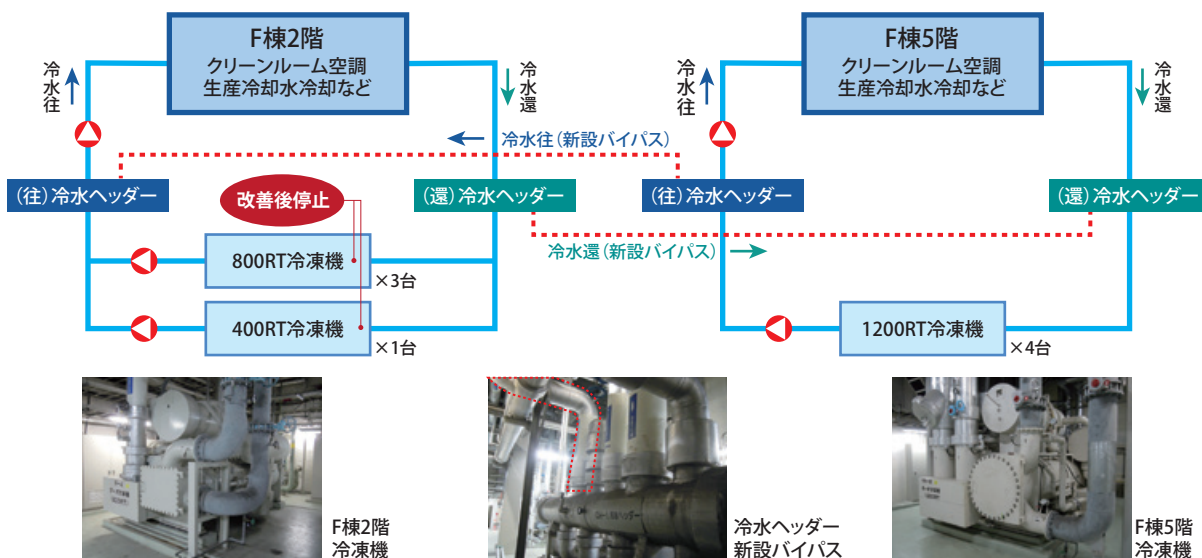 F棟2階
クリーンルーム空調
生産冷却水冷却など
冷水往
冷水還
F棟5階
クリーンルーム空調
生産冷却水冷却など
冷水往
冷水還
冷水往(新設バイパス)
(往)冷水ヘッダー
改善後停止
(還)冷水ヘッダー
(往)冷水ヘッダー
(還)冷水ヘッダー
冷水還(新設バイパス)
800RT冷凍機
×3台
400RT冷凍機
×1台
1200RT冷凍機
×4台
F棟2階
冷凍機
冷水ヘッダー
新設バイパス
F棟5階
冷凍機